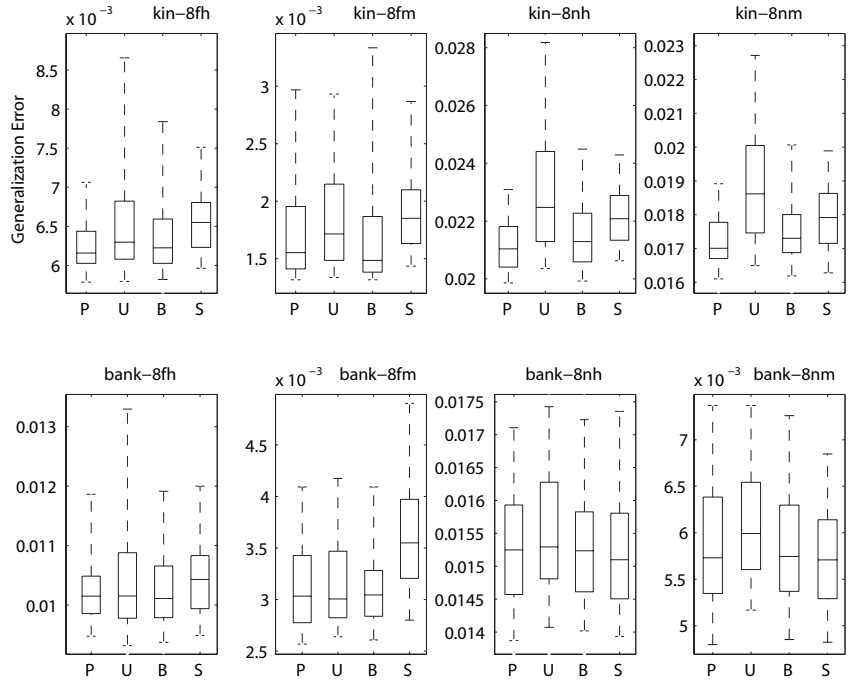 x 10⁻³ kin−8fh
x 10⁻³ kin−8fm
kin−8nh
kin−8nm
Generalization Error
8.5
8
7.5
7
6.5
6
P U B S
3
2.5
2
1.5
P U B S
0.028
0.026
0.024
0.022
0.02
P U B S
0.023
0.022
0.021
0.02
0.019
0.018
0.017
0.016
P U B S
bank−8fh
x 10⁻³ bank−8fm
bank−8nh
x 10⁻³ bank−8nm
0.013
0.012
0.011
0.01
P U B S
4.5
4
3.5
3
2.5
P U B S
0.0175
0.017
0.0165
0.016
0.0155
0.015
0.0145
0.014
P U B S
7
6.5
6
5.5
5
P U B S